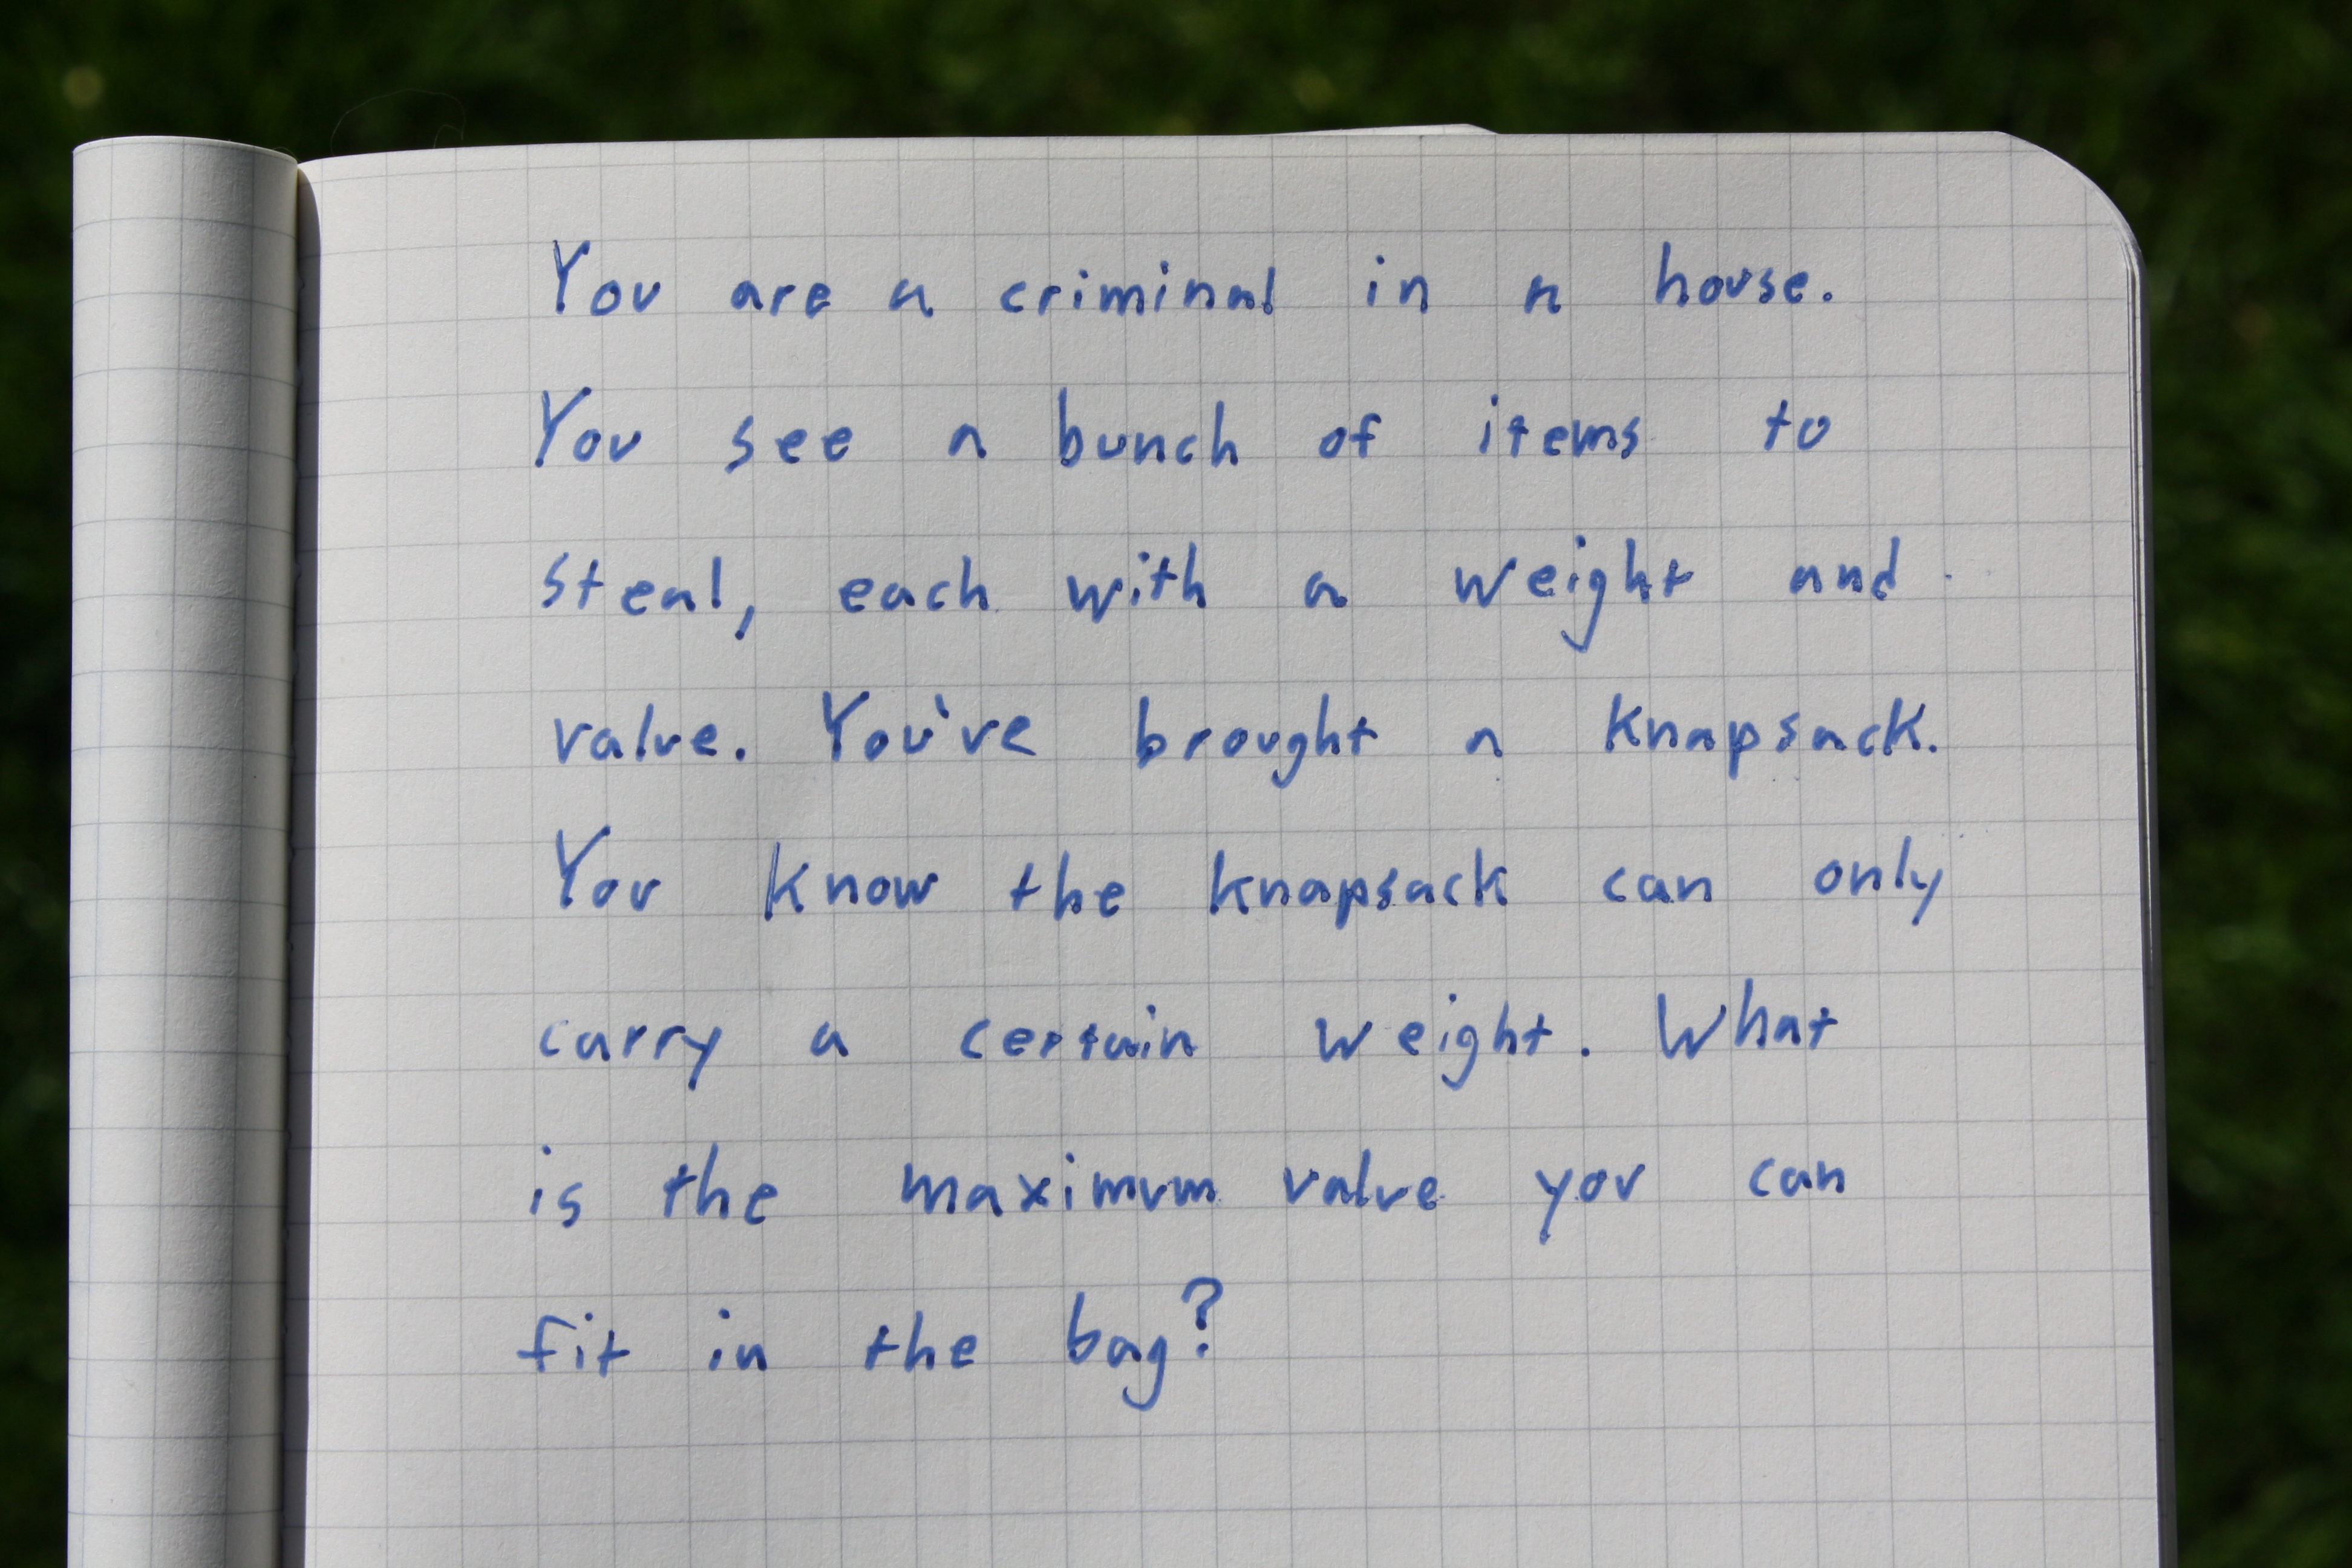 You are a criminal in a house.
You see a bunch of items to
steal, each with a weight and
value. You've brought a knapsack.
You know the knapsack can only
carry a certain weight. What
is the maximum value you can
fit in the bag?